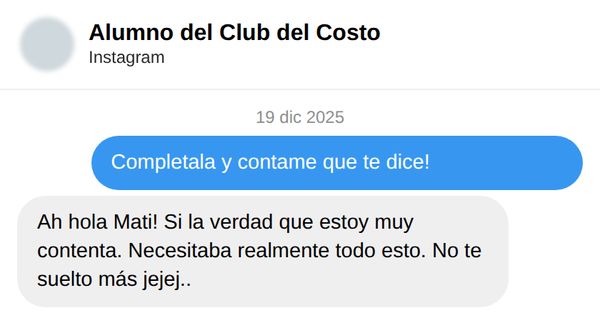 Alumno del Club del Costo
Instagram
19 dic 2025
Completala y contame que te dice!
Ah hola Mati! Si la verdad que estoy muy
contenta. Necesitaba realmente todo esto. No te
suelto más jejej..